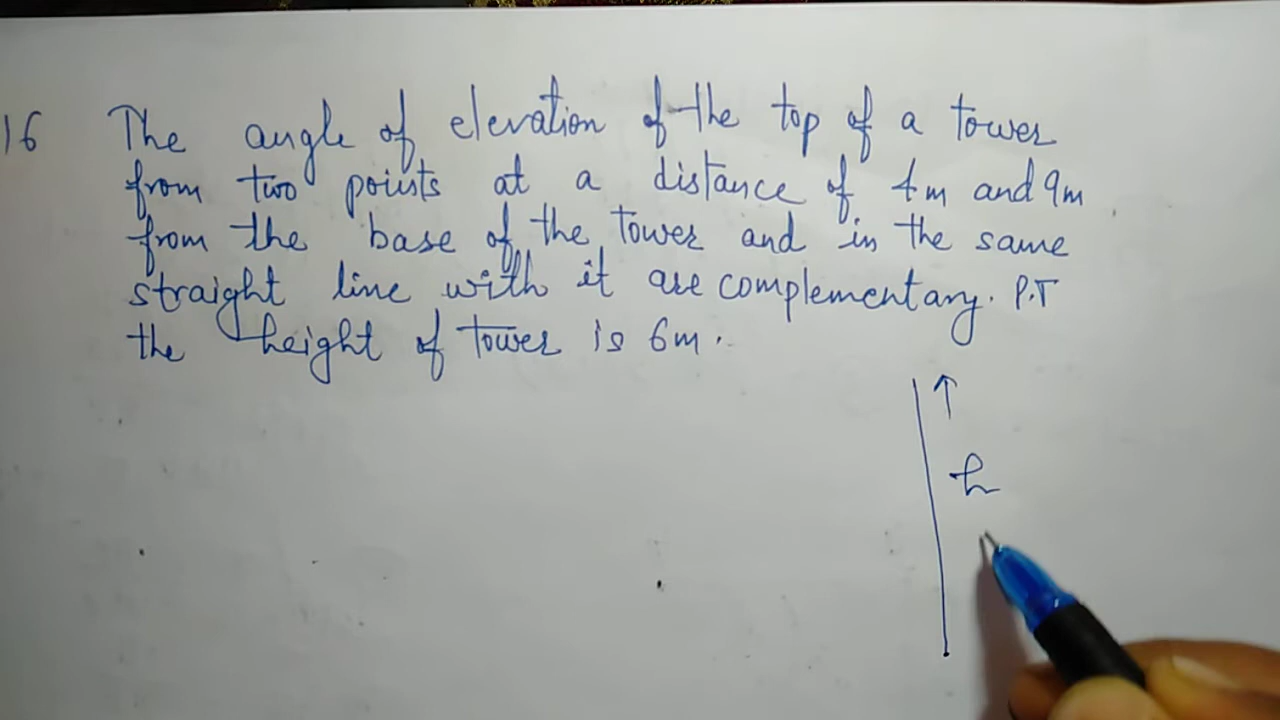 16 The angle of elevation of the top of a tower
from two points at a distance of 4m and 9m
from the base of the tower and in the same
straight line with it are complementary. P.T
the height of tower is 6m.
h